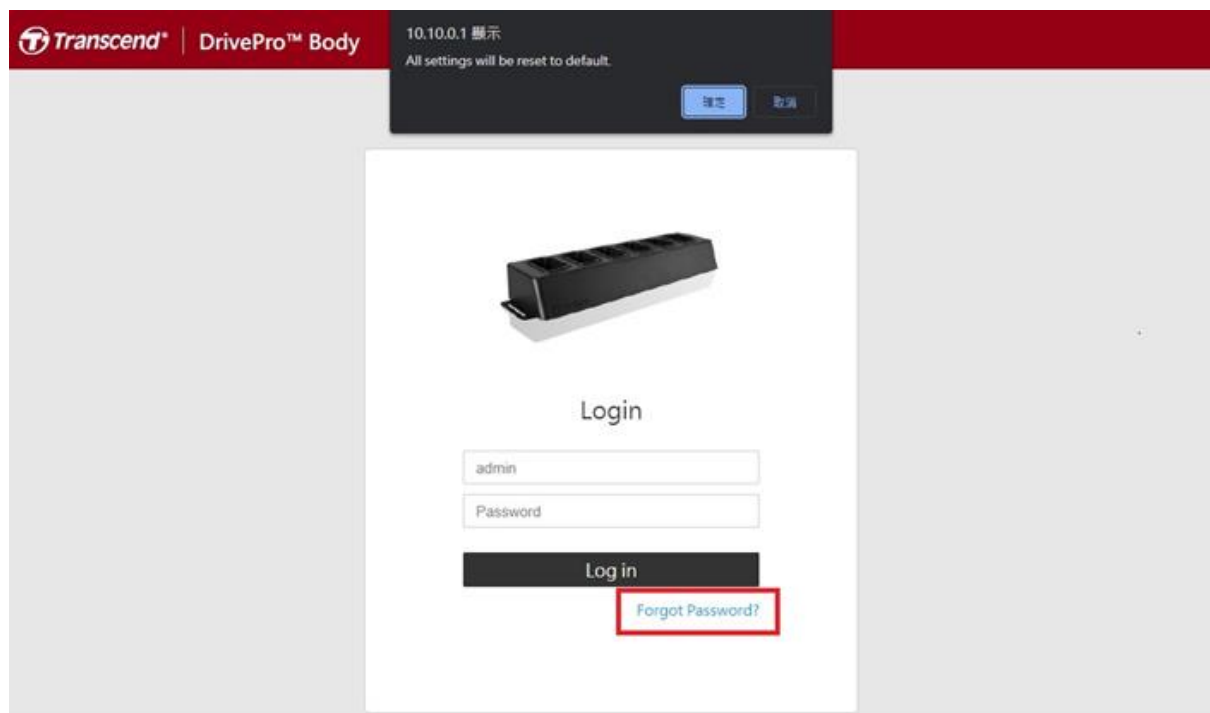 Transcend® | DrivePro™ Body
10.10.0.1 顯示
All settings will be reset to default.
確定 取消
Login
admin
Password
Log in
Forgot Password?